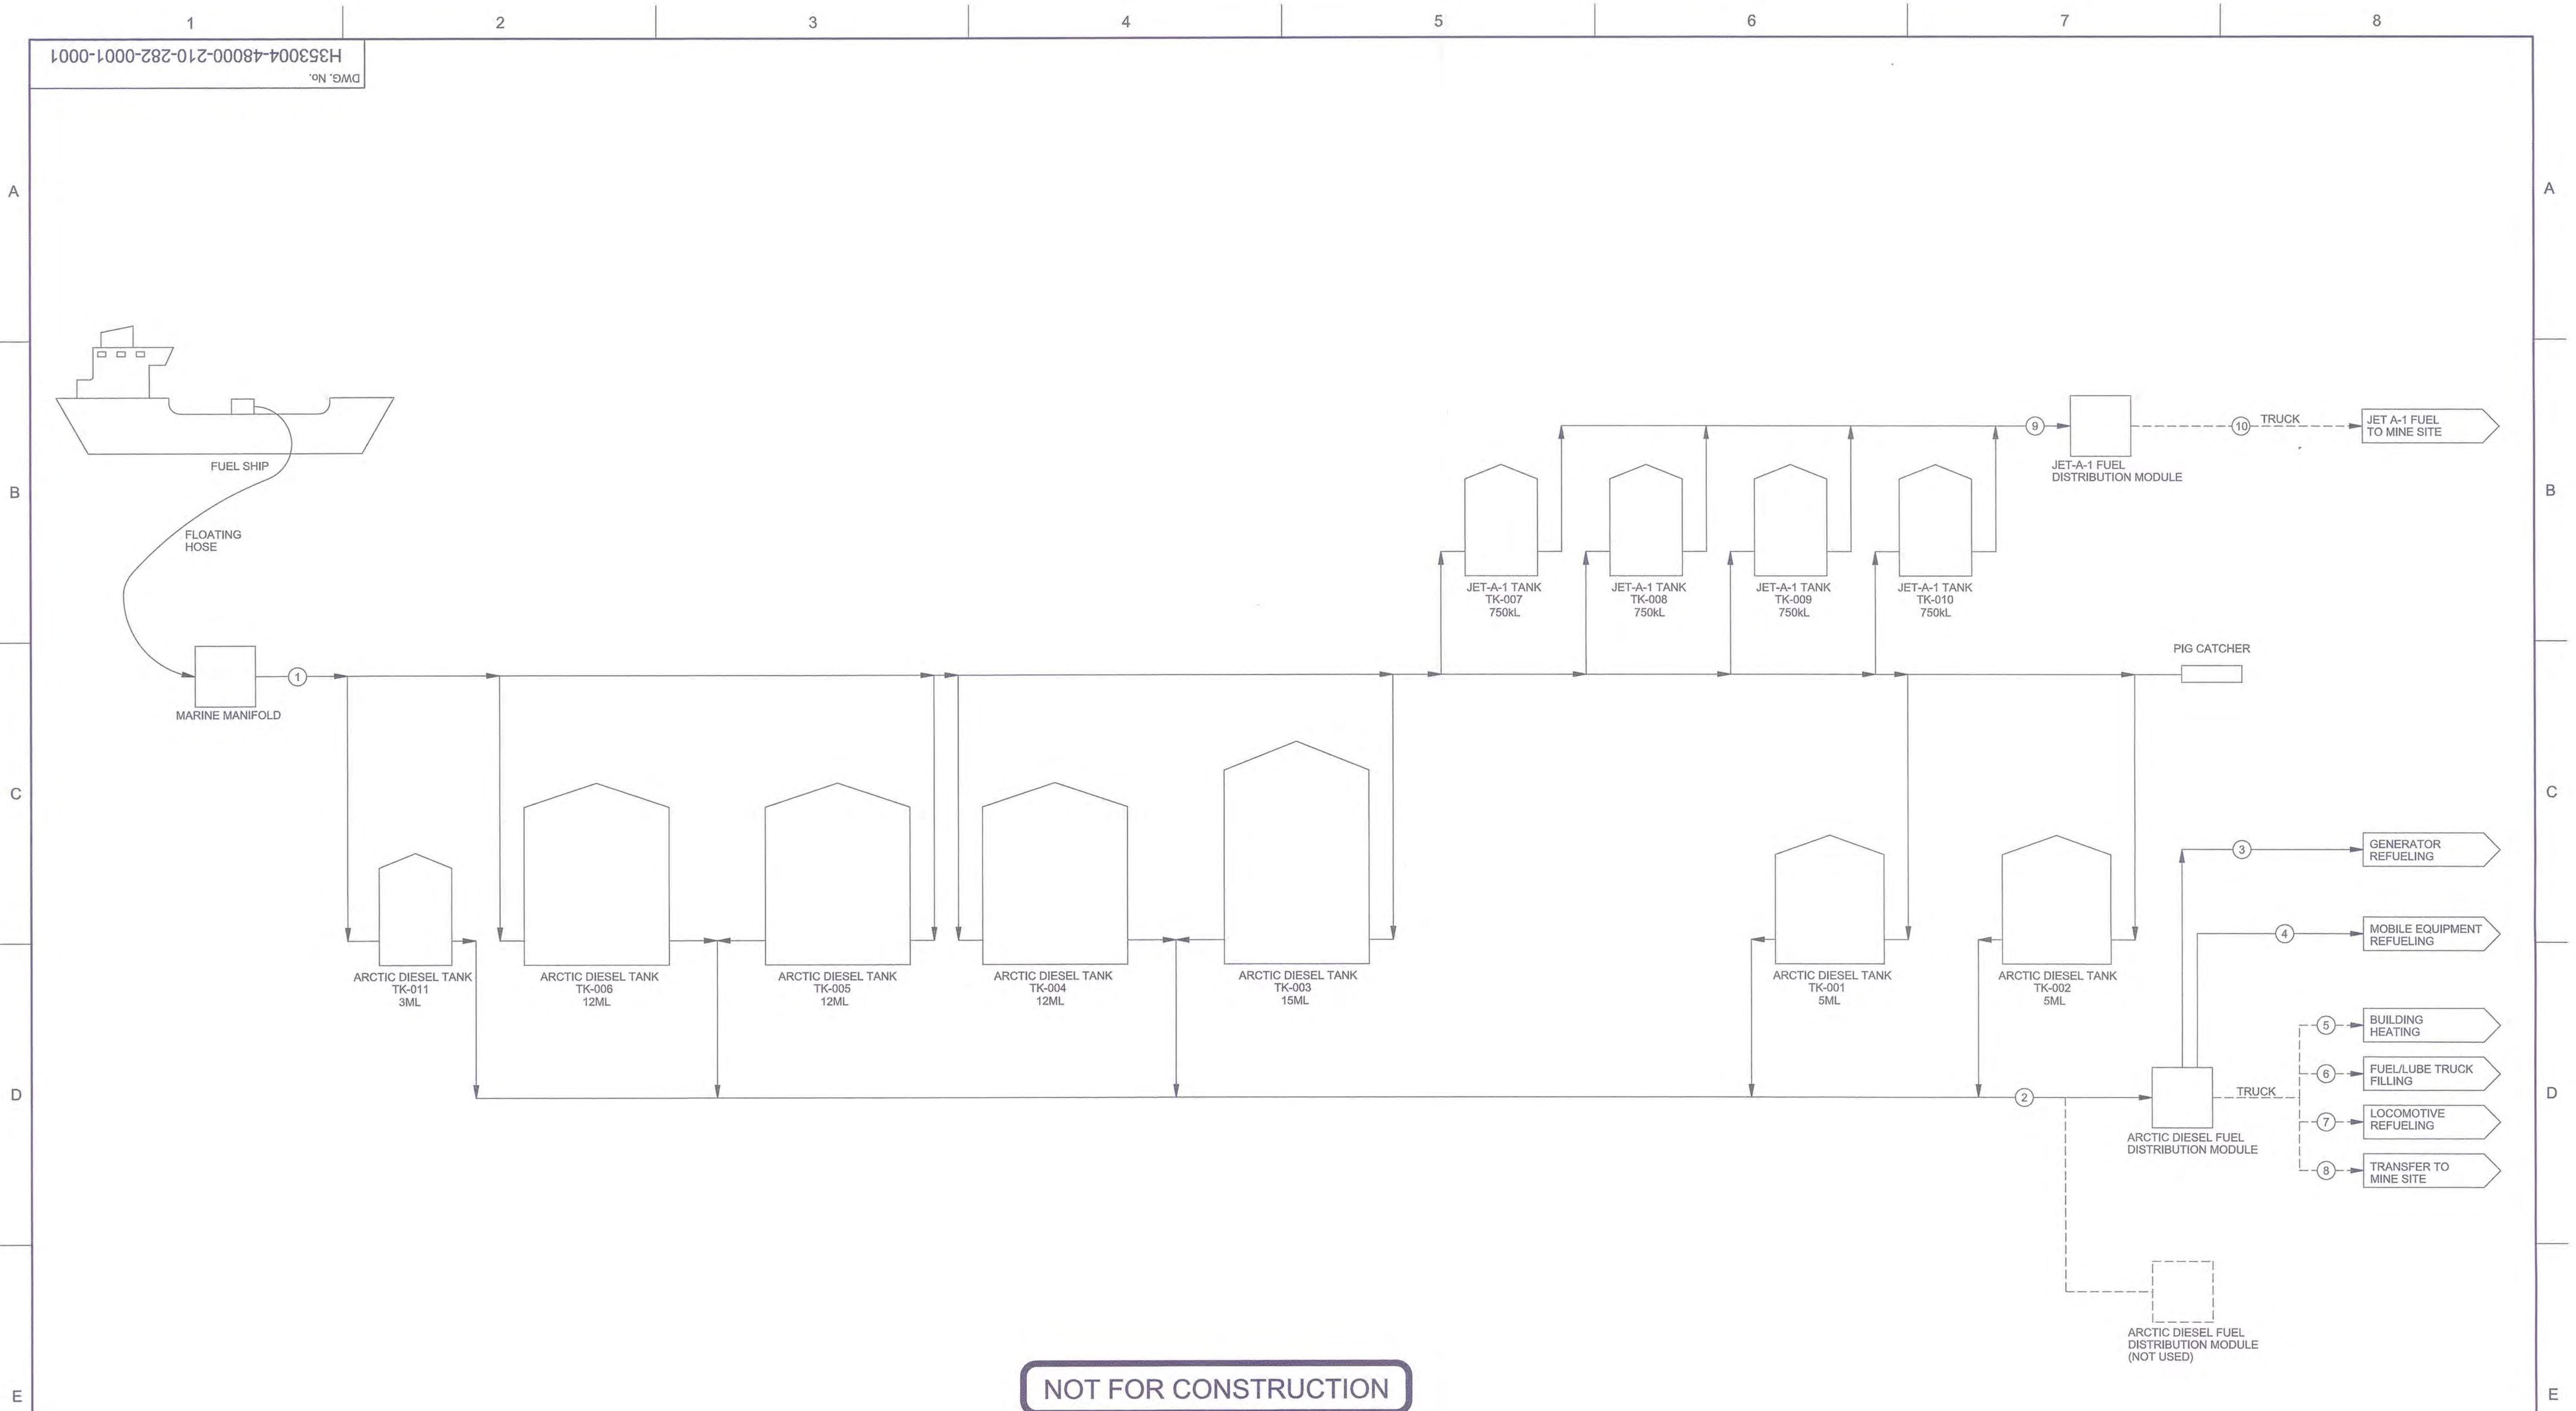 1 2 3 4 5 6 7 8
H353004-48000-210-282-0001-0001
DWG. No.
A
A
FUEL SHIP
FLOATING
HOSE
B
B
9
10
TRUCK
JET A-1 FUEL
TO MINE SITE
JET-A-1 FUEL
DISTRIBUTION MODULE
JET-A-1 TANK
TK-007
750kL
JET-A-1 TANK
TK-008
750kL
JET-A-1 TANK
TK-009
750kL
JET-A-1 TANK
TK-010
750kL
1
MARINE MANIFOLD
PIG CATCHER
C
C
ARCTIC DIESEL TANK
TK-011
3ML
ARCTIC DIESEL TANK
TK-006
12ML
ARCTIC DIESEL TANK
TK-005
12ML
ARCTIC DIESEL TANK
TK-004
12ML
ARCTIC DIESEL TANK
TK-003
15ML
ARCTIC DIESEL TANK
TK-001
5ML
ARCTIC DIESEL TANK
TK-002
5ML
3
GENERATOR
REFUELING
4
MOBILE EQUIPMENT
REFUELING
5
BUILDING
HEATING
6
FUEL/LUBE TRUCK
FILLING
7
LOCOMOTIVE
REFUELING
8
TRANSFER TO
MINE SITE
D
D
2
TRUCK
ARCTIC DIESEL FUEL
DISTRIBUTION MODULE
ARCTIC DIESEL FUEL
DISTRIBUTION MODULE
(NOT USED)
E
E
NOT FOR CONSTRUCTION